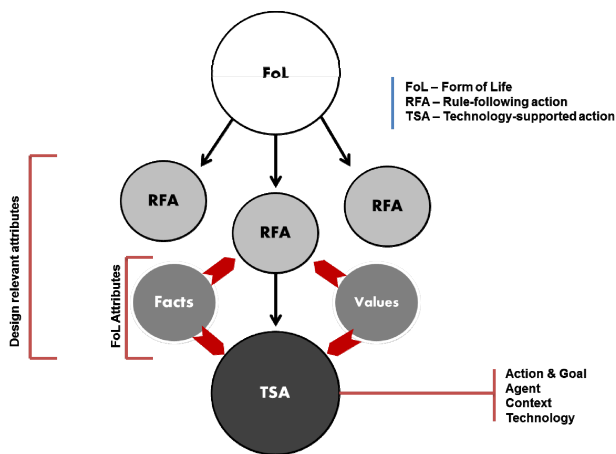 FoL
FoL – Form of Life
RFA – Rule-following action
TSA – Technology-supported action
RFA
RFA
RFA
Design relevant attributes
FoL Attributes
Facts
Values
TSA
Action & Goal
Agent
Context
Technology